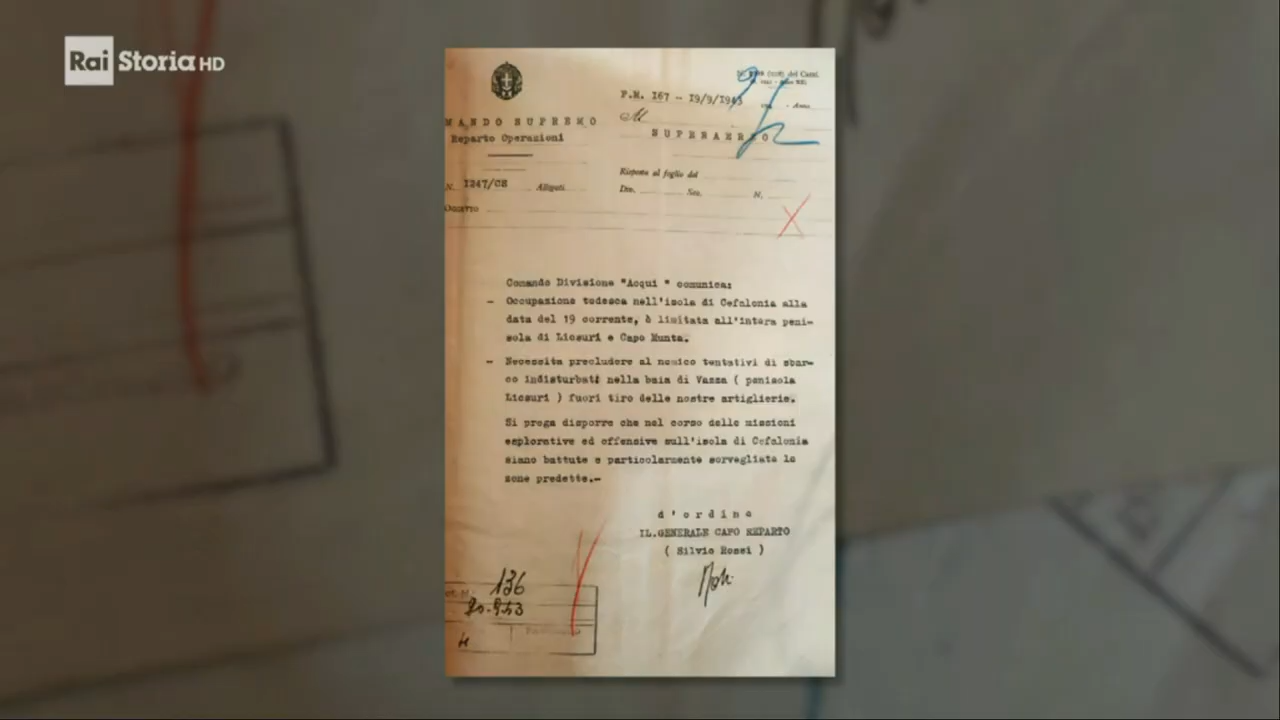 Rai Storia HD
P.M. 167 - 19/9/1943
MANDO SUPREMO
Reparto Operazioni
Al
SUPERAEREO
Risposta al foglio del
N. 1247/CS Allegati
Div. Sez. N.
OGGETTO
Comando Divisione "Acqui " comunica:
- Occupazione tedesca nell'isola di Cefalonia alla
data del 19 corrente, è limitata all'intera peni-
sola di Licsuri e Capo Munta.
- Necessita precludere al nemico tentativi di sbar-
co indisturbati nella baia di Vazza ( penisola
Licsuri ) fuori tiro delle nostre artiglierie.
Si prega disporre che nel corso delle missioni
esplorative ed offensive sull'isola di Cefalonia
siano battute e particolarmente sorvegliate le
zone predette.-
d'ordine
IL GENERALE CAPO REPARTO
( Silvio Rossi )
136